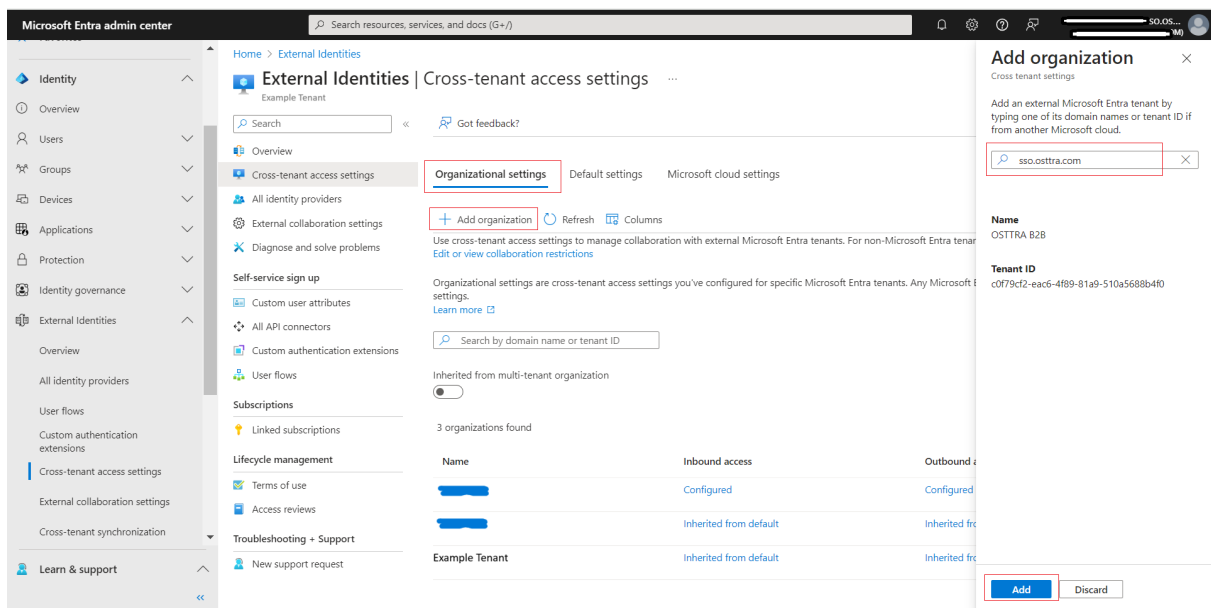 Microsoft Entra admin center
Search resources, services, and docs (G+/)
SO.OS...
Identity
Overview
Users
Groups
Devices
Applications
Protection
Identity governance
External Identities
Overview
All identity providers
User flows
Custom authentication
extensions
Cross-tenant access settings
External collaboration settings
Cross-tenant synchronization
Learn & support
«
Home > External Identities
External Identities | Cross-tenant access settings ...
Example Tenant
Search «
Overview
Cross-tenant access settings
All identity providers
External collaboration settings
Diagnose and solve problems
Self-service sign up
Custom user attributes
All API connectors
Custom authentication extensions
User flows
Subscriptions
Linked subscriptions
Lifecycle management
Terms of use
Access reviews
Troubleshooting + Support
New support request
Got feedback?
Organizational settings Default settings Microsoft cloud settings
Add organization Refresh Columns
Use cross-tenant access settings to manage collaboration with external Microsoft Entra tenants. For non-Microsoft Entra tenar
Edit or view collaboration restrictions
Organizational settings are cross-tenant access settings you've configured for specific Microsoft Entra tenants. Any Microsoft E
settings.
Learn more
Search by domain name or tenant ID
Inherited from multi-tenant organization
3 organizations found
Name Inbound access Outbound a
Configured Configured
Inherited from default Inherited fro
Example Tenant Inherited from default Inherited fro
Add organization
Cross tenant settings
Add an external Microsoft Entra tenant by
typing one of its domain names or tenant ID if
from another Microsoft cloud.
sso.osttra.com
Name
OSTTRA B2B
Tenant ID
c0f79cf2-eac6-4f89-81a9-510a5688b4f0
Add Discard